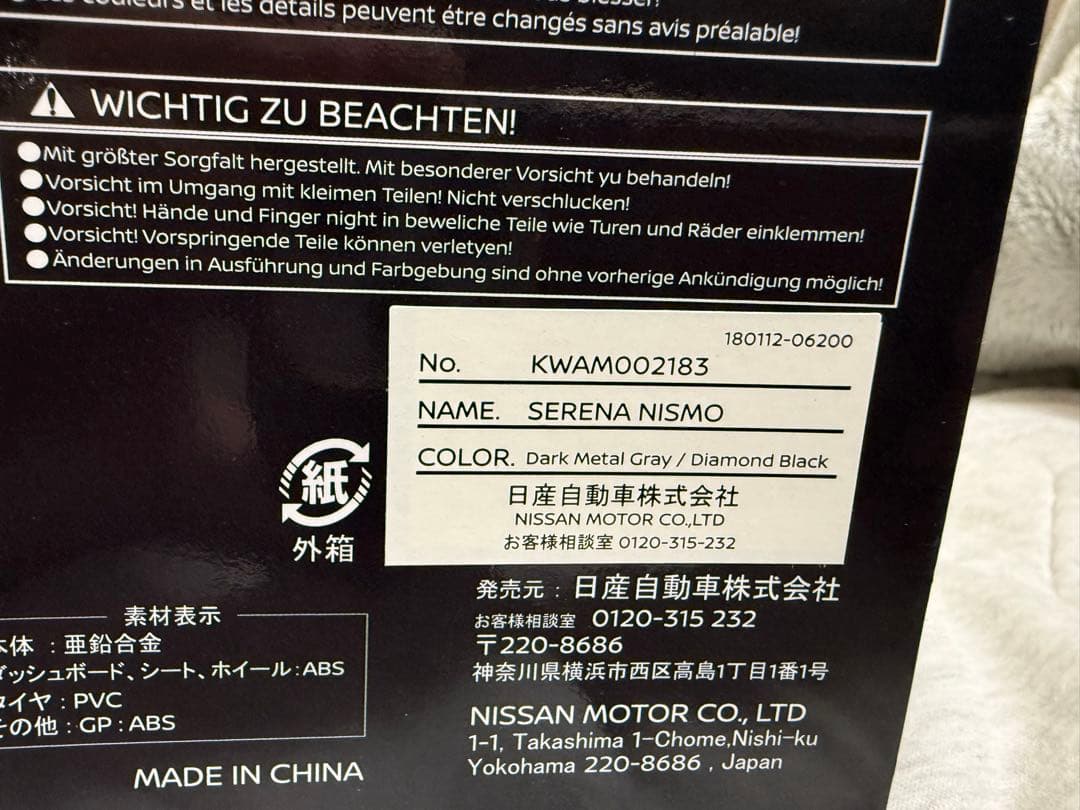 et les détails peuvent étre changés sans avis préalable!
WICHTIG ZU BEACHTEN!
●Mit größter Sorgfalt hergestellt. Mit besonderer Vorsicht yu behandeln!
●Vorsicht im Umgang mit kleimen Teilen! Nicht verschlucken!
●Vorsicht! Hände und Finger night in beweliche Teile wie Turen und Räder einklemmen!
●Vorsicht! Vorspringende Teile können verletyen!
●Änderungen in Ausführung und Farbgebung sind ohne vorherige Ankündigung möglich!
180112-06200
No. KWAM002183
NAME. SERENA NISMO
COLOR. Dark Metal Gray / Diamond Black
日産自動車株式会社
NISSAN MOTOR CO.,LTD
お客様相談室 0120-315-232
紙
外箱
発売元 : 日産自動車株式会社
お客様相談室 0120-315 232
〒220-8686
神奈川県横浜市西区高島1丁目1番1号
NISSAN MOTOR CO., LTD
1-1, Takashima 1-Chome,Nishi-ku
Yokohama 220-8686 , Japan
素材表示
本体 : 亜鉛合金
ダッシュボード、シート、ホイール : ABS
タイヤ : PVC
その他 : GP : ABS
MADE IN CHINA